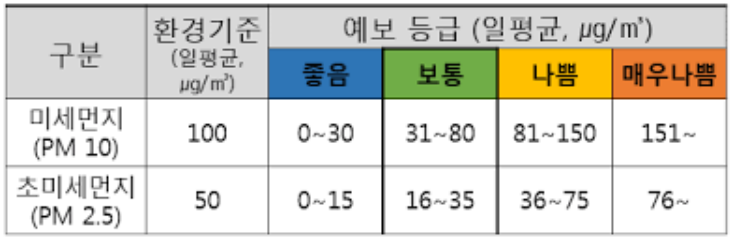 구분 환경기준 (일평균, μg/㎥) 예보 등급 (일평균, μg/㎥)
좋음 보통 나쁨 매우나쁨
미세먼지 (PM 10) 100 0~30 31~80 81~150 151~
초미세먼지 (PM 2.5) 50 0~15 16~35 36~75 76~